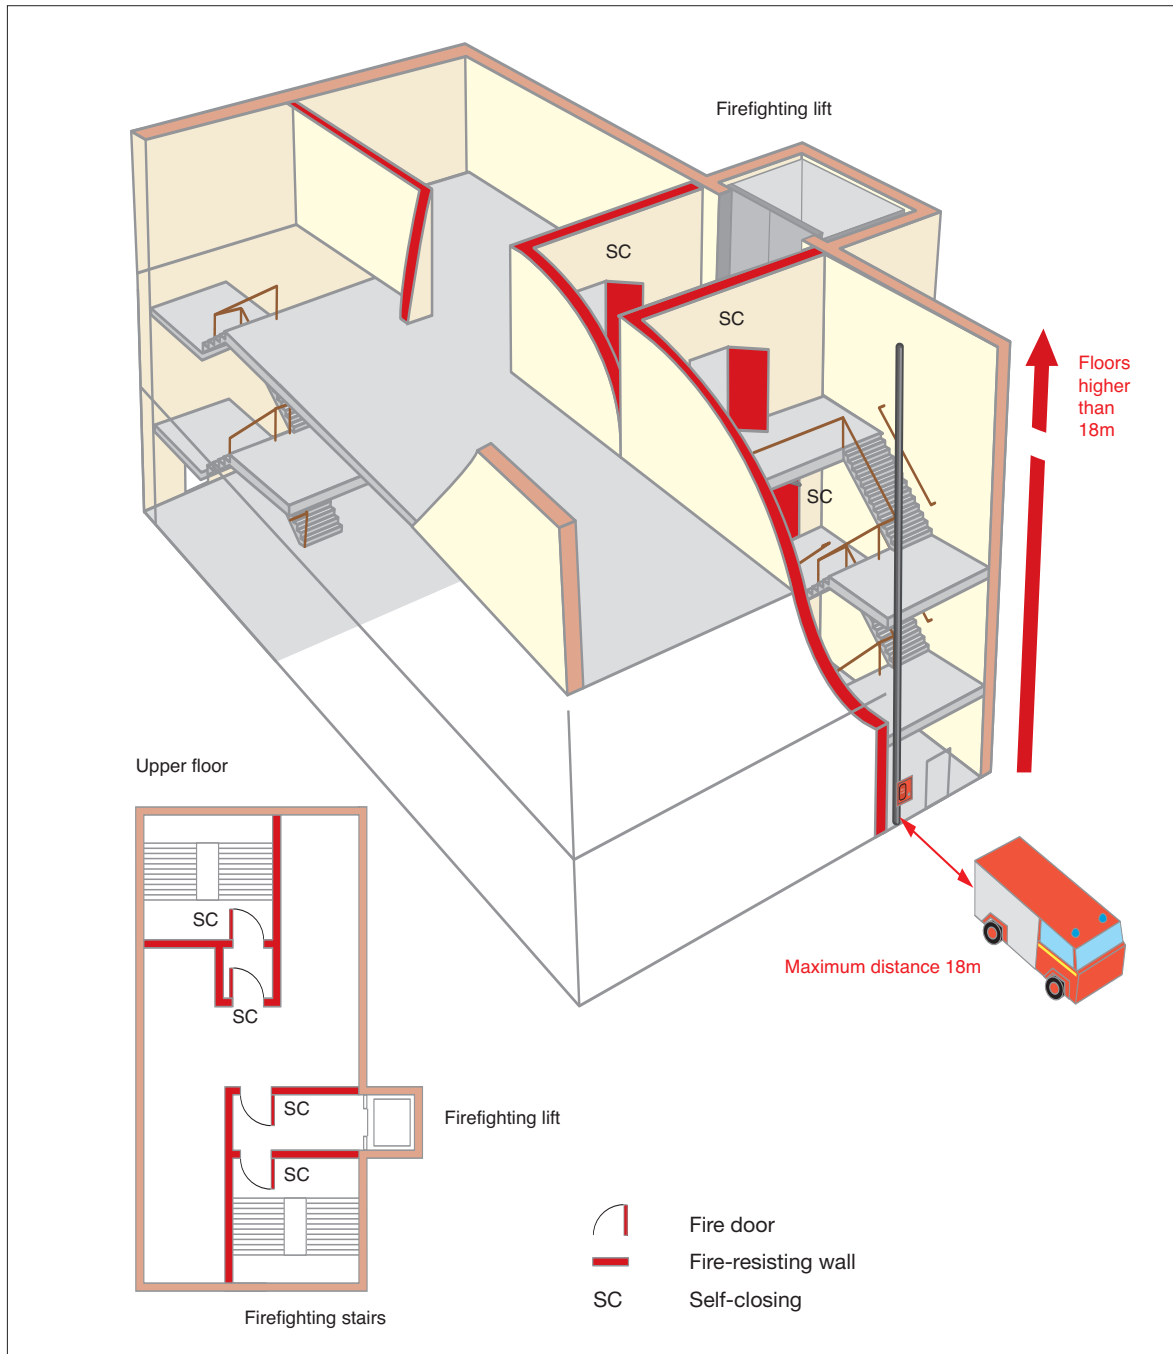 Firefighting lift
SC
SC
Floors
higher
than
18m
SC
Upper floor
SC
Maximum distance 18m
SC
SC
Firefighting lift
SC
Fire door
Fire-resisting wall
SC Self-closing
Firefighting stairs